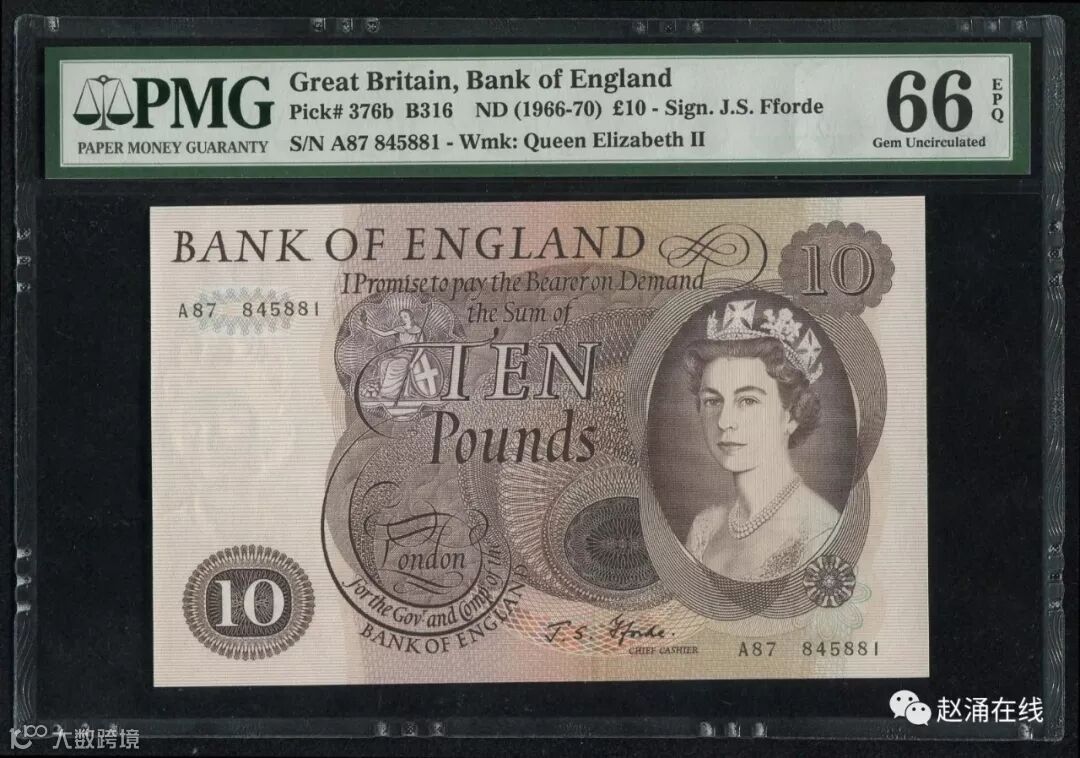 PMG
PAPER MONEY GUARANTY
Great Britain, Bank of England
Pick# 376b B316 ND (1966-70) £10 - Sign. J.S. Fforde
S/N A87 845881 - Wmk: Queen Elizabeth II
66
EPQ
Gem Uncirculated
BANK OF ENGLAND
10
I Promise to pay the Bearer on Demand
the Sum of
A87 845881
TEN
Pounds
London
for the Govr. and Compa. of the
BANK OF ENGLAND
10
J. S. Fforde.
CHIEF CASHIER
A87 845881
赵涌在线
大数跨境